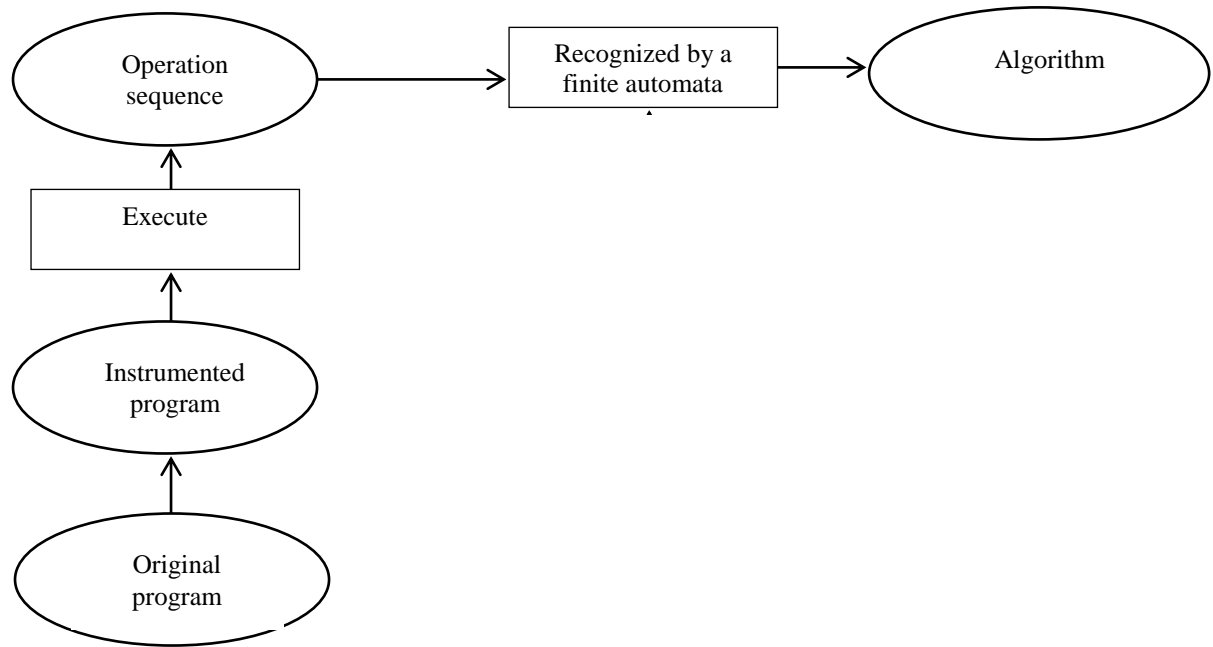 Operation
sequence
Recognized by a
finite automata
Algorithm
Execute
Instrumented
program
Original
program